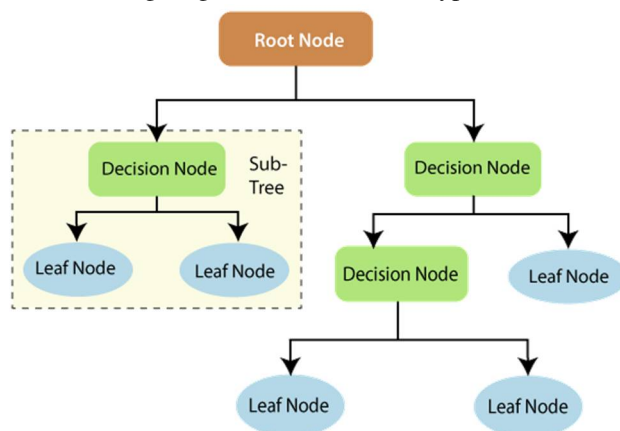 Root Node
Decision Node
Sub-
Tree
Decision Node
Leaf Node
Leaf Node
Decision Node
Leaf Node
Leaf Node
Leaf Node